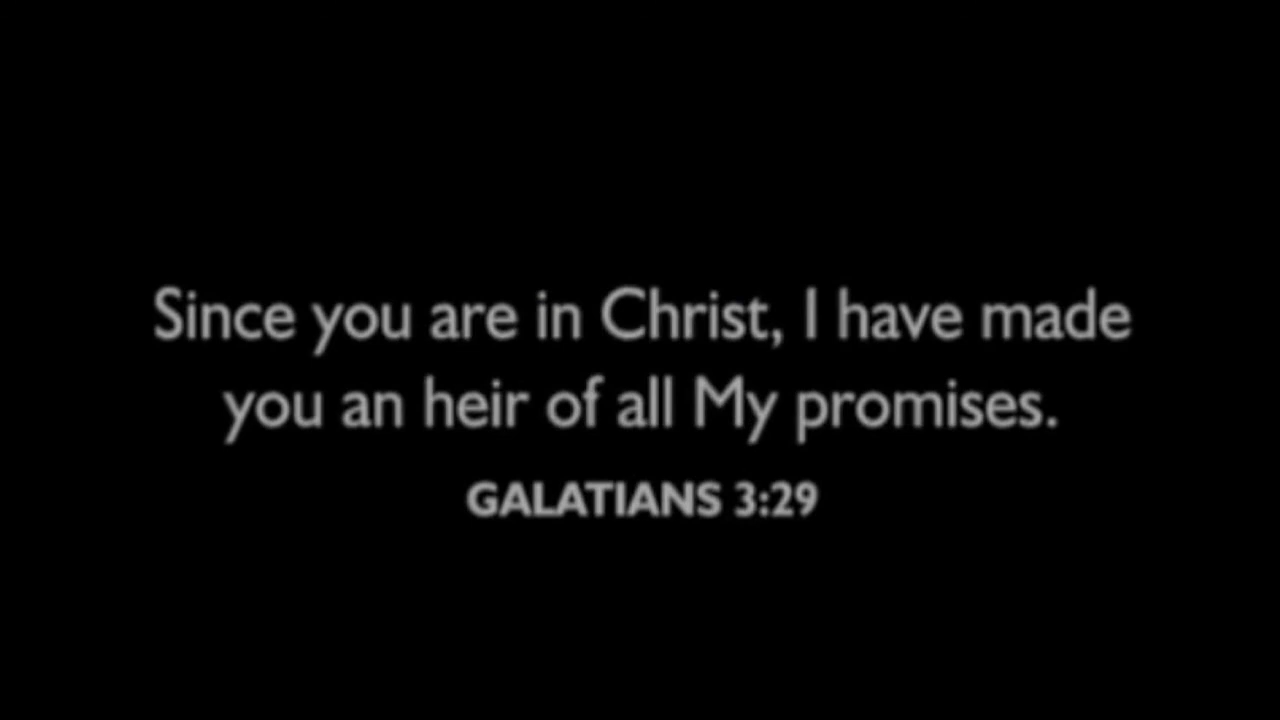 Since you are in Christ, I have made
you an heir of all My promises.
GALATIANS 3:29